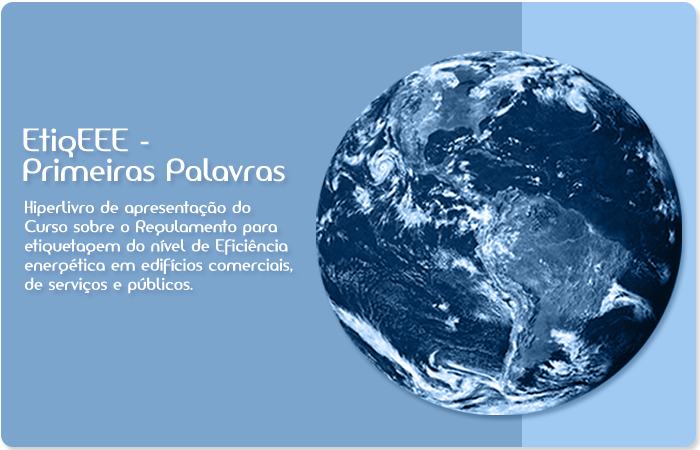 EtiqEEE -
Primeiras Palavras
Hiperlivro de apresentação do
Curso sobre o Regulamento para
etiquetagem do nível de Eficiência
energética em edifícios comerciais,
de serviços e públicos.